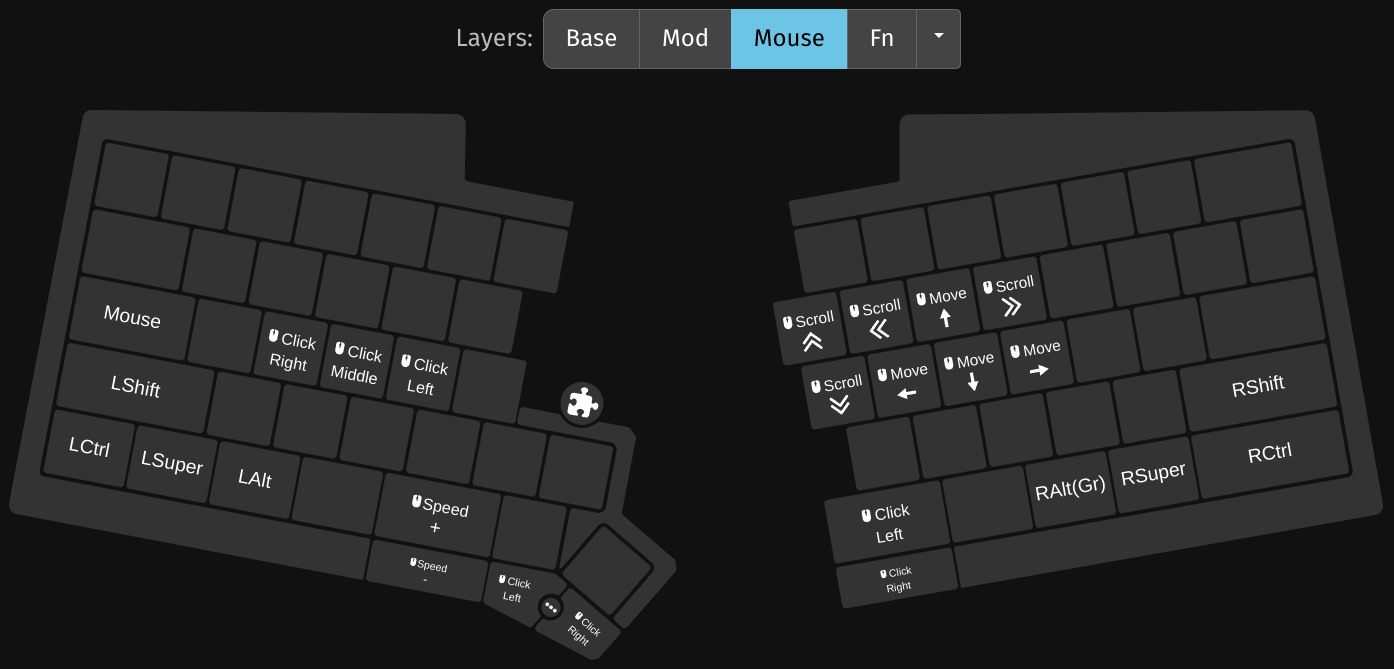 Layers: Base Mod Mouse Fn
Mouse
Click
Right
Click
Middle
Click
Left
LShift
LCtrl
LSuper
LAlt
Speed
+
Speed
-
Click
Left
Click
Right
Scroll
Scroll
Move
Scroll
Scroll
Move
Move
Move
RShift
Click
Left
RAlt(Gr)
RSuper
RCtrl
Click
Right